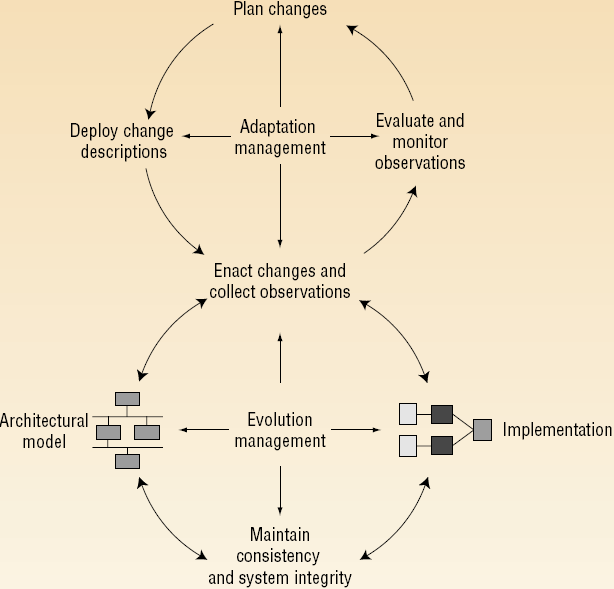 Plan changes
Deploy change
descriptions
Adaptation
management
Evaluate and
monitor
observations
Enact changes and
collect observations
Architectural
model
Evolution
management
Implementation
Maintain
consistency
and system integrity